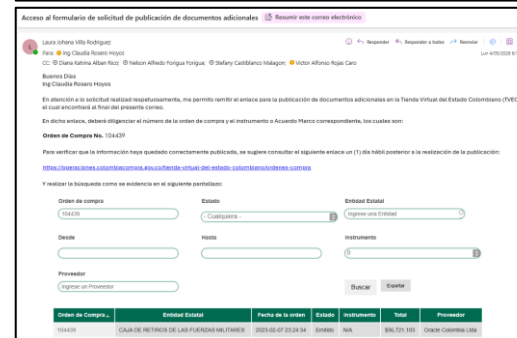 Acceso al formulario de solicitud de publicación de documentos adicionales Resumir este correo electrónico
Laura Johana Villa Rodriguez
Responder Responder a todos Reenviar
Para: Ing Claudia Rosero Hoyos
CC: Diana Katrina Alban Rico; Nelson Alfredo Forigua Forigua; Stefany Castiblanco Malagon; Victor Alfonso Rojas Caro
Buenos Días
Ing Claudia Rosero Hoyos
En atención a lo solicitud realizad respetuosamente, me permito remitir el enlace para la publicación de documentos adicionales en la Tienda Virtual del Estado Colombiano (TVEC)
el cual encontrará al final del presente correo.
En dicho enlace, deberá diligenciar el número de la orden de compra y el instrumento o Acuerdo Marco correspondiente, los cuales son:
Orden de Compra No. 104439
Para verificar que la información haya quedado correctamente publicada, se sugiere consultar el siguiente enlace un (1) día hábil posterior a la realización de la publicación:
https://operaciones.colombiacompra.gov.co/tienda-virtual-del-estado-colombiano/ordenes-compra
Y realizar la búsqueda como se evidencia en el siguiente pantallazo:
Orden de compra Estado Entidad Estatal
104439 - Cualquiera - Ingrese una Entidad
Desde Hasta Instrumento
Proveedor
Ingrese un Proveedor Buscar Exportar
Orden de Compra Entidad Estatal Fecha de la orden Estado Instrumento Total Proveedor
104439 CAJA DE RETIROS DE LAS FUERZAS MILITARES 2023-02-07 23:24:34 Emitido N/A $36,721,103 Oracle Colombia Ltda